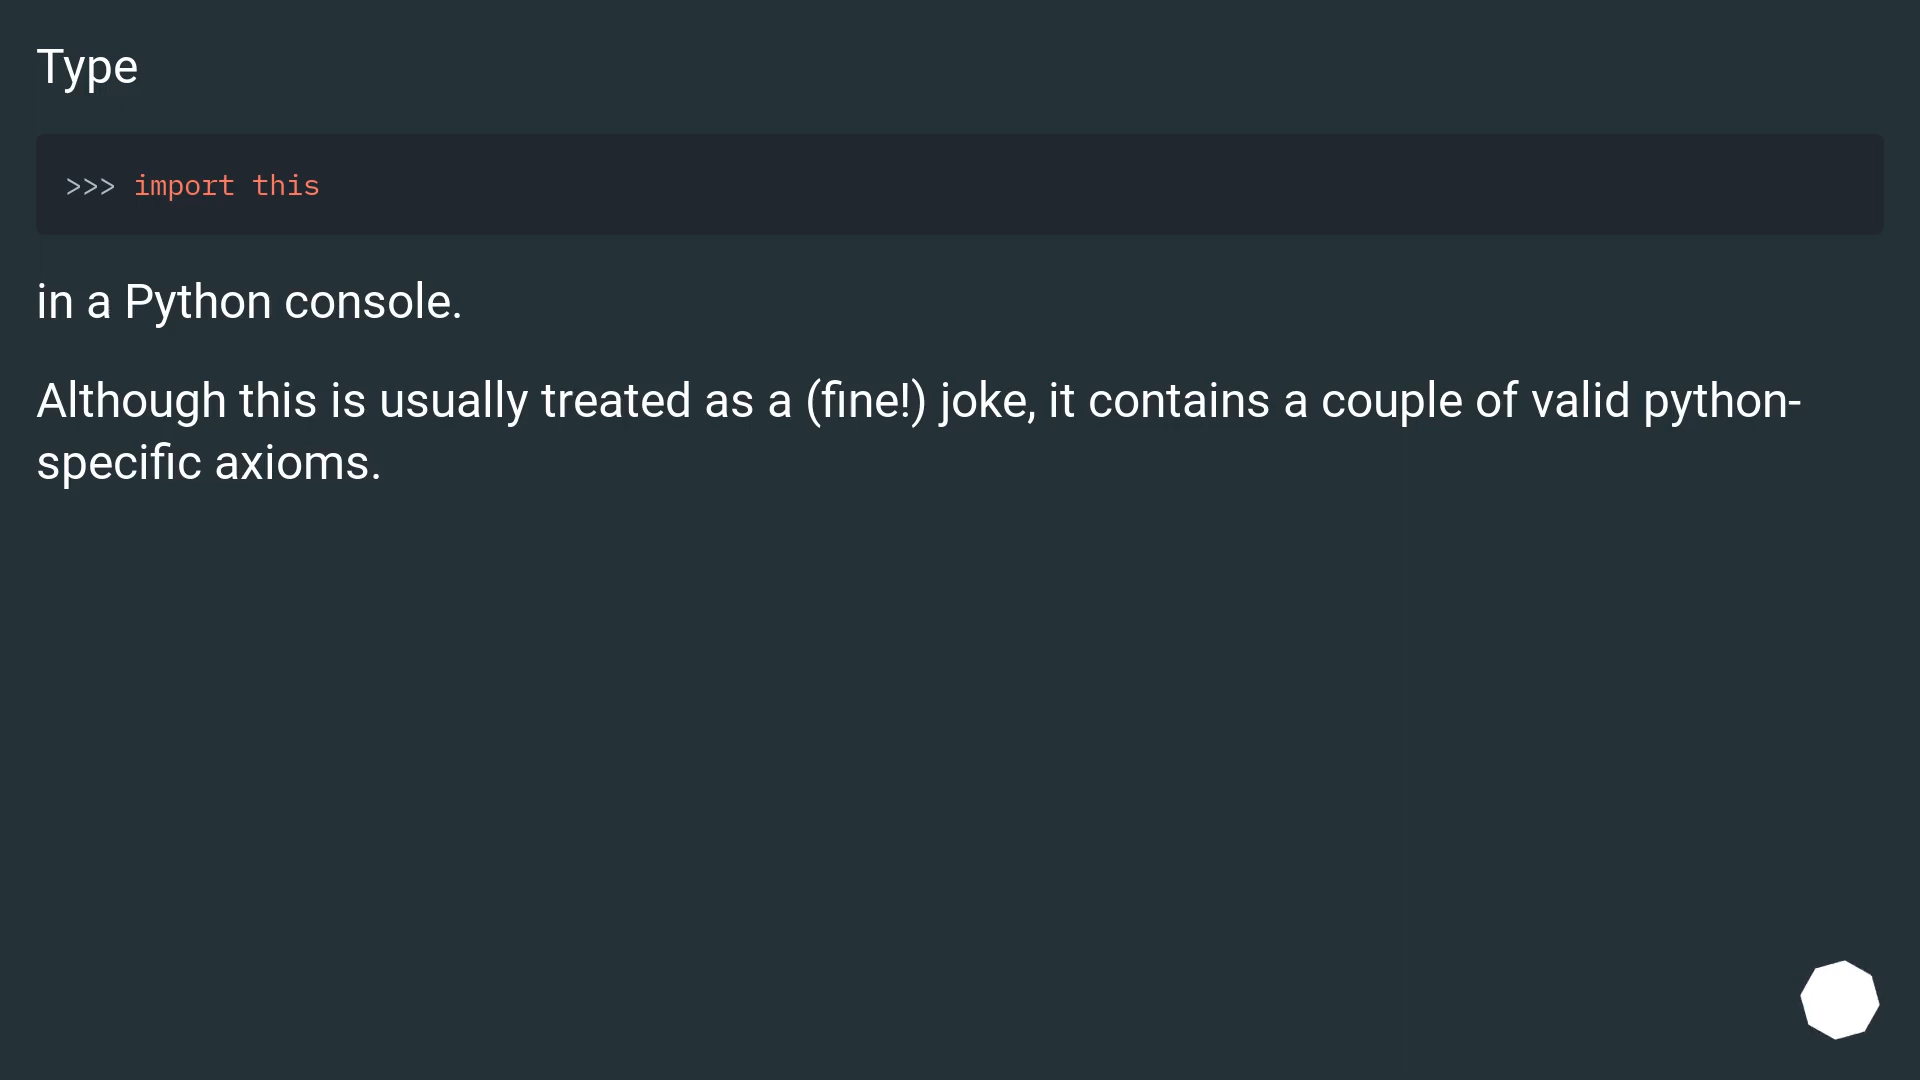 Type
>>> import this
in a Python console.
Although this is usually treated as a (fine!) joke, it contains a couple of valid python-
specific axioms.